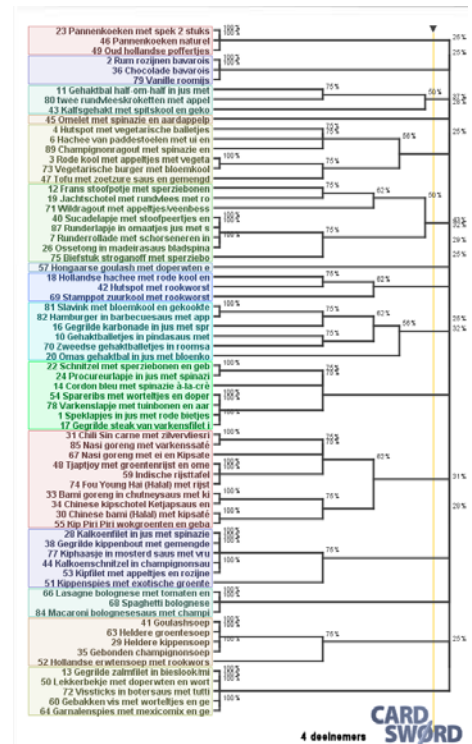 23 Pannenkoeken met spek 2 stuks
46 Pannenkoeken naturel
49 Oud hollandse poffertjes
2 Rum rozijnen bavarois
36 Chocolade bavarois
79 Vanille roomijs
11 Gehaktbal half-om-half in jus met
80 twee rundvleeskroketten met appel
43 Kalfsgehakt met spitskool en geko
45 Omelet met spinazie en aardappelp
4 Hutspot met vegetarische balletjes
6 Hachee van paddestoelen met ui en
89 Champignonragout met spinazie en
3 Rode kool met appeltjes met vegeta
73 Vegetarische burger met bloemkool
47 Tofu met zoetzure saus en gemengd
12 Frans stoofpotje met sperziebonen
19 Jachtschotel met rundvlees met ro
71 Wildragout met appeltjes/veenbess
40 Sucadelapje met stoofpeertjes en
87 Runderlapje in omaatjes jus met s
7 Runderrollade met schorseneren in
26 Ossetong in madeirasaus bladspina
75 Biefstuk stroganoff met sperziebo
57 Hongaarse goulash met doperwten e
18 Hollandse hachee met rode kool en
42 Hutspot met rookworst
69 Stamppot zuurkool met rookworst
81 Slavink met bloemkool en gekookte
82 Hamburger in barbecuesaus met app
16 Gegrilde karbonade in jus met spr
10 Gehaktballetjes in pindasaus met
70 Zweedse gehaktballetjes in roomsa
20 Omas gehaktbal in jus met bloenko
22 Schnitzel met sperziebonen en geb
24 Procureurlapje in jus met spinazi
14 Cordon bleu met spinazie à-la-crè
54 Spareribs met worteltjes en doper
78 Varkenslapje met tuinbonen en aar
1 Speklapjes in jus met rode bietjes
17 Gegrilde steak van varkensfilet i
31 Chili Sin carne met zilvervliesri
85 Nasi goreng met varkenssaté
67 Nasi goreng met ei en Kipsate
48 Tjaptjoy met groentenrijst en ome
59 Indische rijsttafel
74 Fou Young Hai (Halal) met rijst
33 Bami goreng in chutneysaus met ki
34 Chinese kipschotel Ketjapsaus en
30 Chinese bami (Halal) met kipsaté
55 Kip Piri Piri wokgroenten en geba
28 Kalkoenfilet in jus met spinazie
38 Gegrilde kippenbout met gemengde
77 Kiphaasje in mosterd saus met vru
44 Kalkoenschnitzel in champignonsau
53 Kipfilet met appeltjes en rozijne
51 Kippenspies met exotische groente
66 Lasagne bolognese met tomaten en
68 Spaghetti bolognese
84 Macaroni bolognesesaus met champi
41 Goulashsoep
63 Heldere groentesoep
29 Heldere kippensoep
35 Gebonden champignonsoep
52 Hollandse erwtensoep met rookwors
13 Gegrilde zalmfilet in bieslook/mi
50 Lekkerbekje met doperwten en wort
72 Vissticks in botersaus met tutti
60 Gebakken vis met worteltjes en ge
64 Garnalenspies met mexicomix en ge
4 deelnemers
CARD
SWØRD